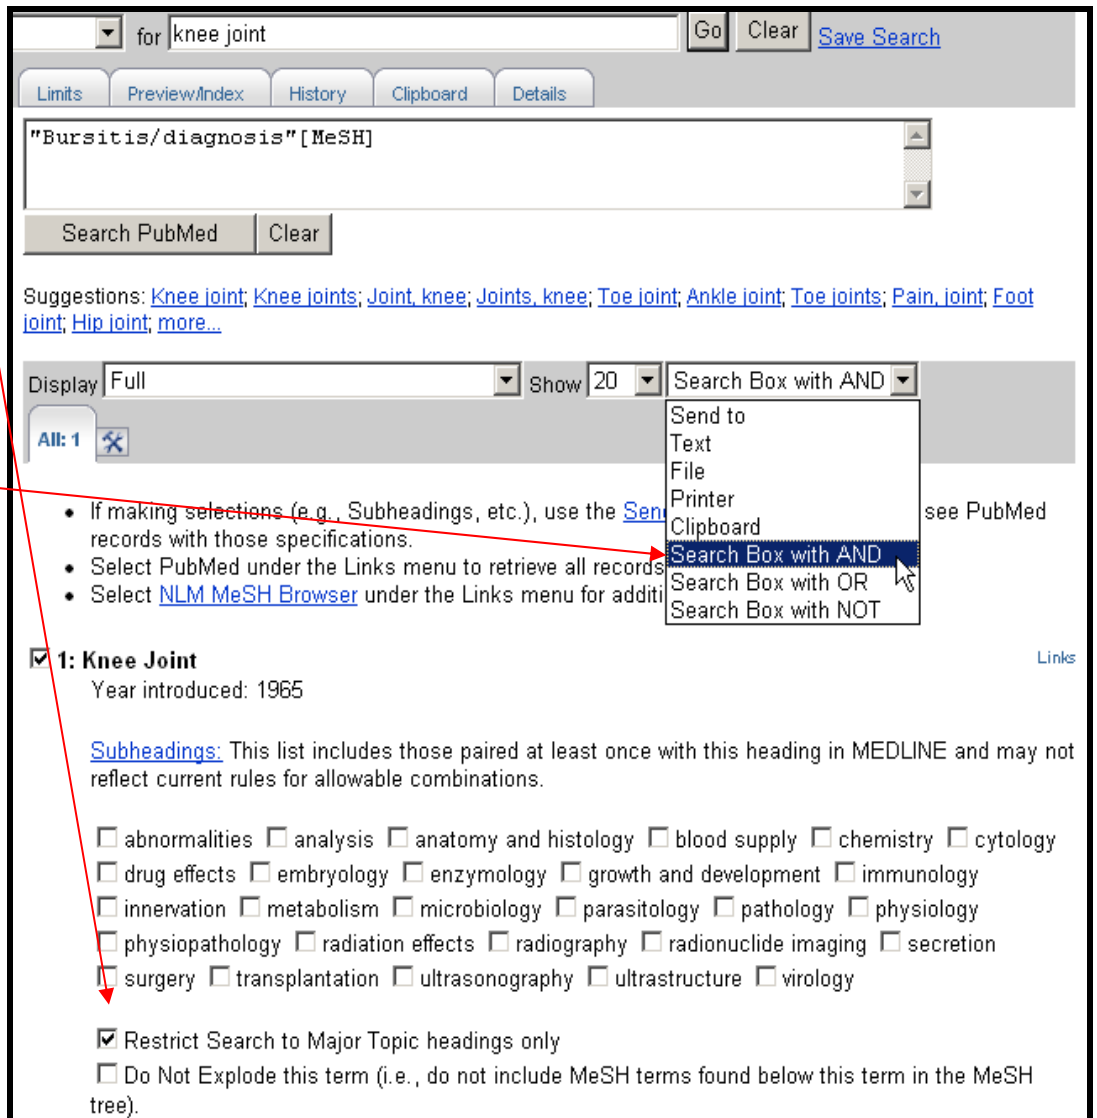 for knee joint Go Clear Save Search
Limits Preview/Index History Clipboard Details
"Bursitis/diagnosis"[MeSH]
Search PubMed Clear
Suggestions: Knee joint; Knee joints; Joint, knee; Joints, knee; Toe joint; Ankle joint; Toe joints; Pain, joint; Foot
joint; Hip joint; more...
Display Full Show 20 Search Box with AND
All: 1
Send to
Text
File
Printer
Clipboard
Search Box with AND
Search Box with OR
Search Box with NOT
• If making selections (e.g., Subheadings, etc.), use the see PubMed
records with those specifications.
• Select PubMed under the Links menu to retrieve all records
• Select NLM MeSH Browser under the Links menu for
1: Knee Joint Links
Year introduced: 1965
Subheadings: This list includes those paired at least once with this heading in MEDLINE and may not
reflect current rules for allowable combinations.
abnormalities analysis anatomy and histology blood supply chemistry cytology
drug effects embryology enzymology growth and development immunology
innervation metabolism microbiology parasitology pathology physiology
physiopathology radiation effects radiography radionuclide imaging secretion
surgery transplantation ultrasonography ultrastructure virology
Restrict Search to Major Topic headings only
Do Not Explode this term (i.e., do not include MeSH terms found below this term in the MeSH
tree).